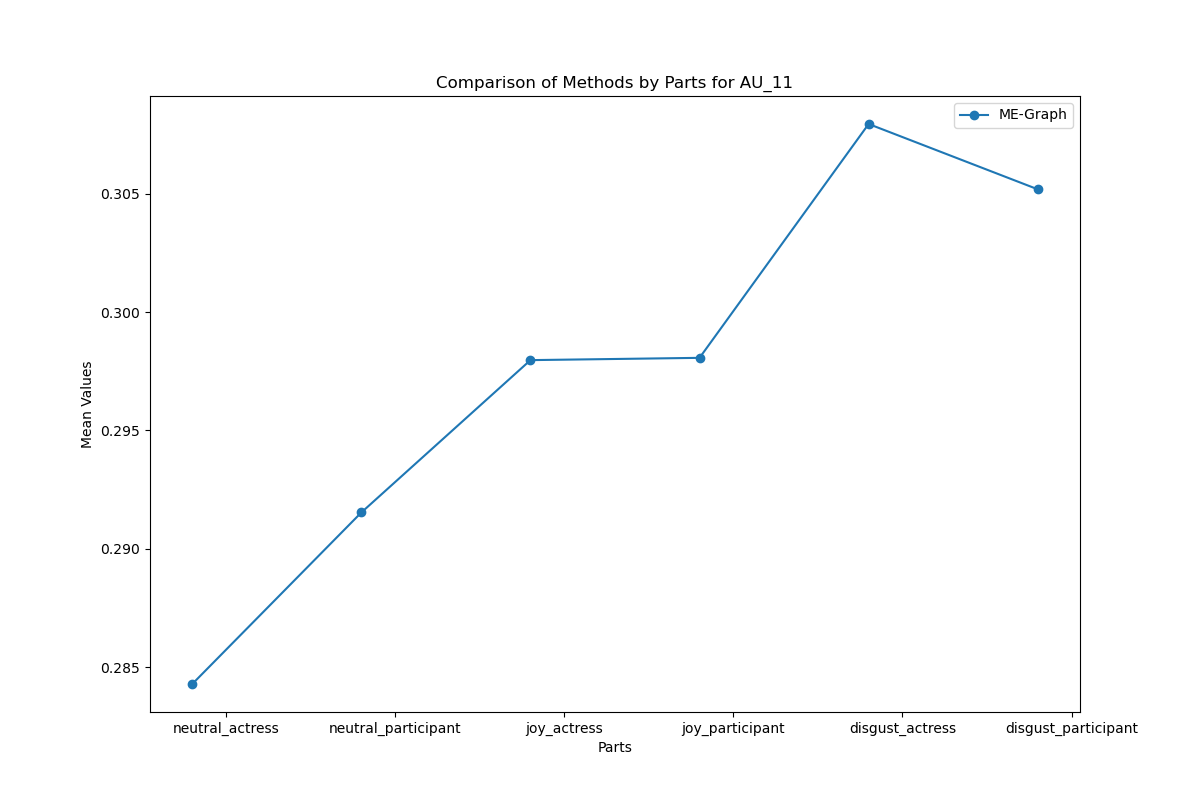 Comparison of Methods by Parts for AU_11
ME-Graph
Mean Values
0.305
0.300
0.295
0.290
0.285
neutral_actress
neutral_participant
joy_actress
joy_participant
disgust_actress
disgust_participant
Parts